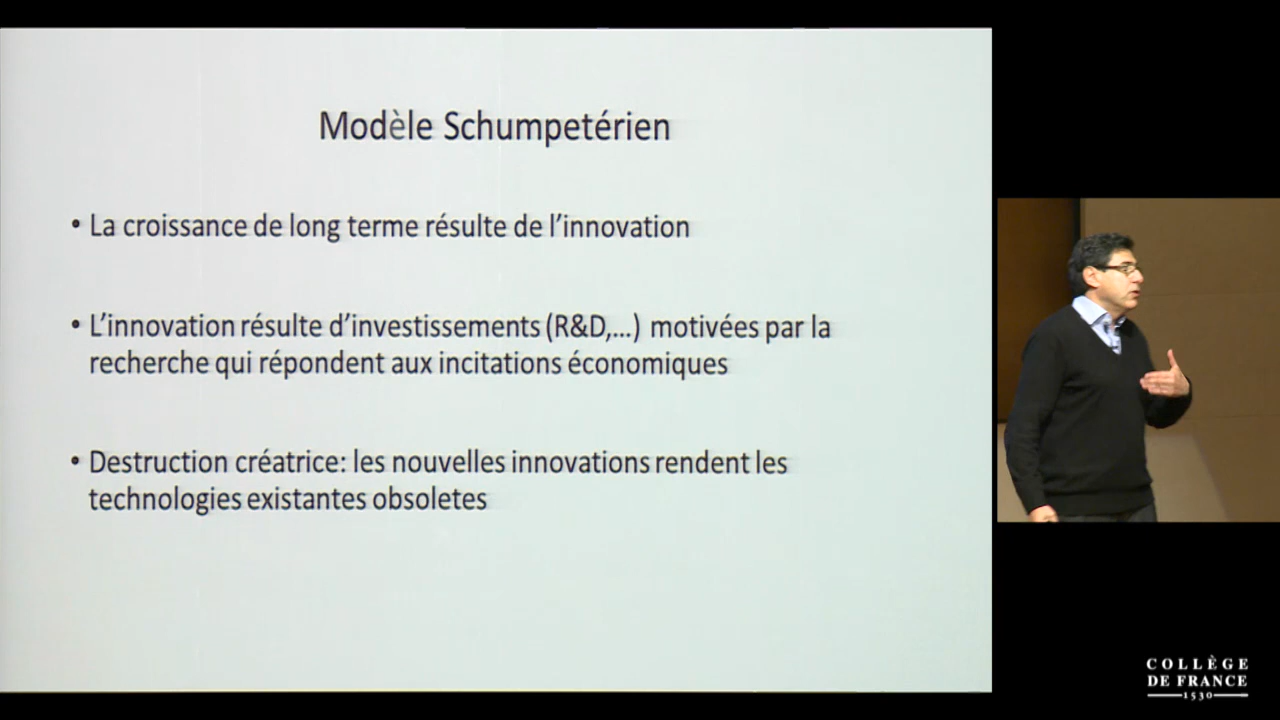 Modèle Schumpetérien
• La croissance de long terme résulte de l’innovation
• L’innovation résulte d’investissements (R&D,...) motivées par la
recherche qui répondent aux incitations économiques
• Destruction créatrice: les nouvelles innovations rendent les
technologies existantes obsoletes
COLLÈGE
DE FRANCE
1530